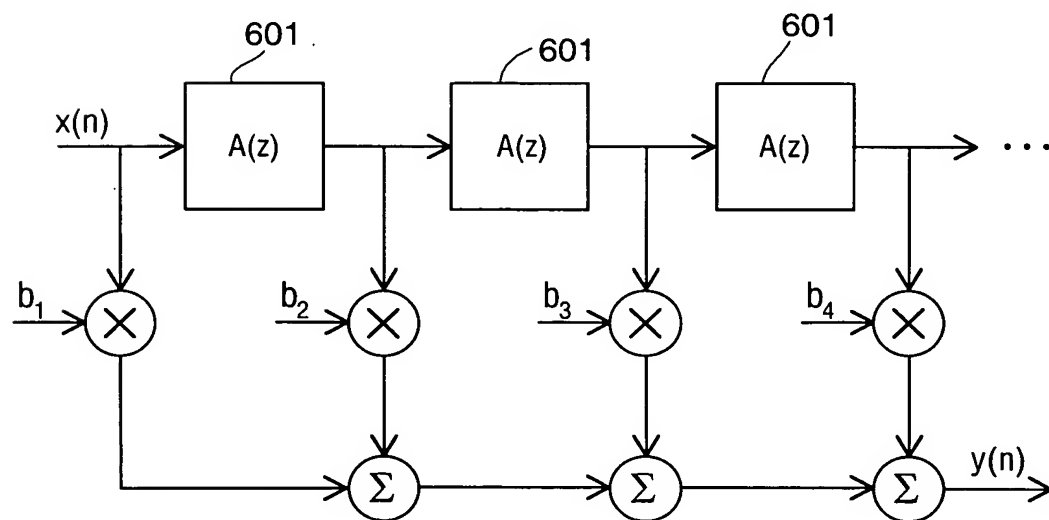 601
601
601
x(n)
A(z)
A(z)
A(z)
...
b₁
b₂
b₃
b₄
Σ
Σ
Σ
y(n)